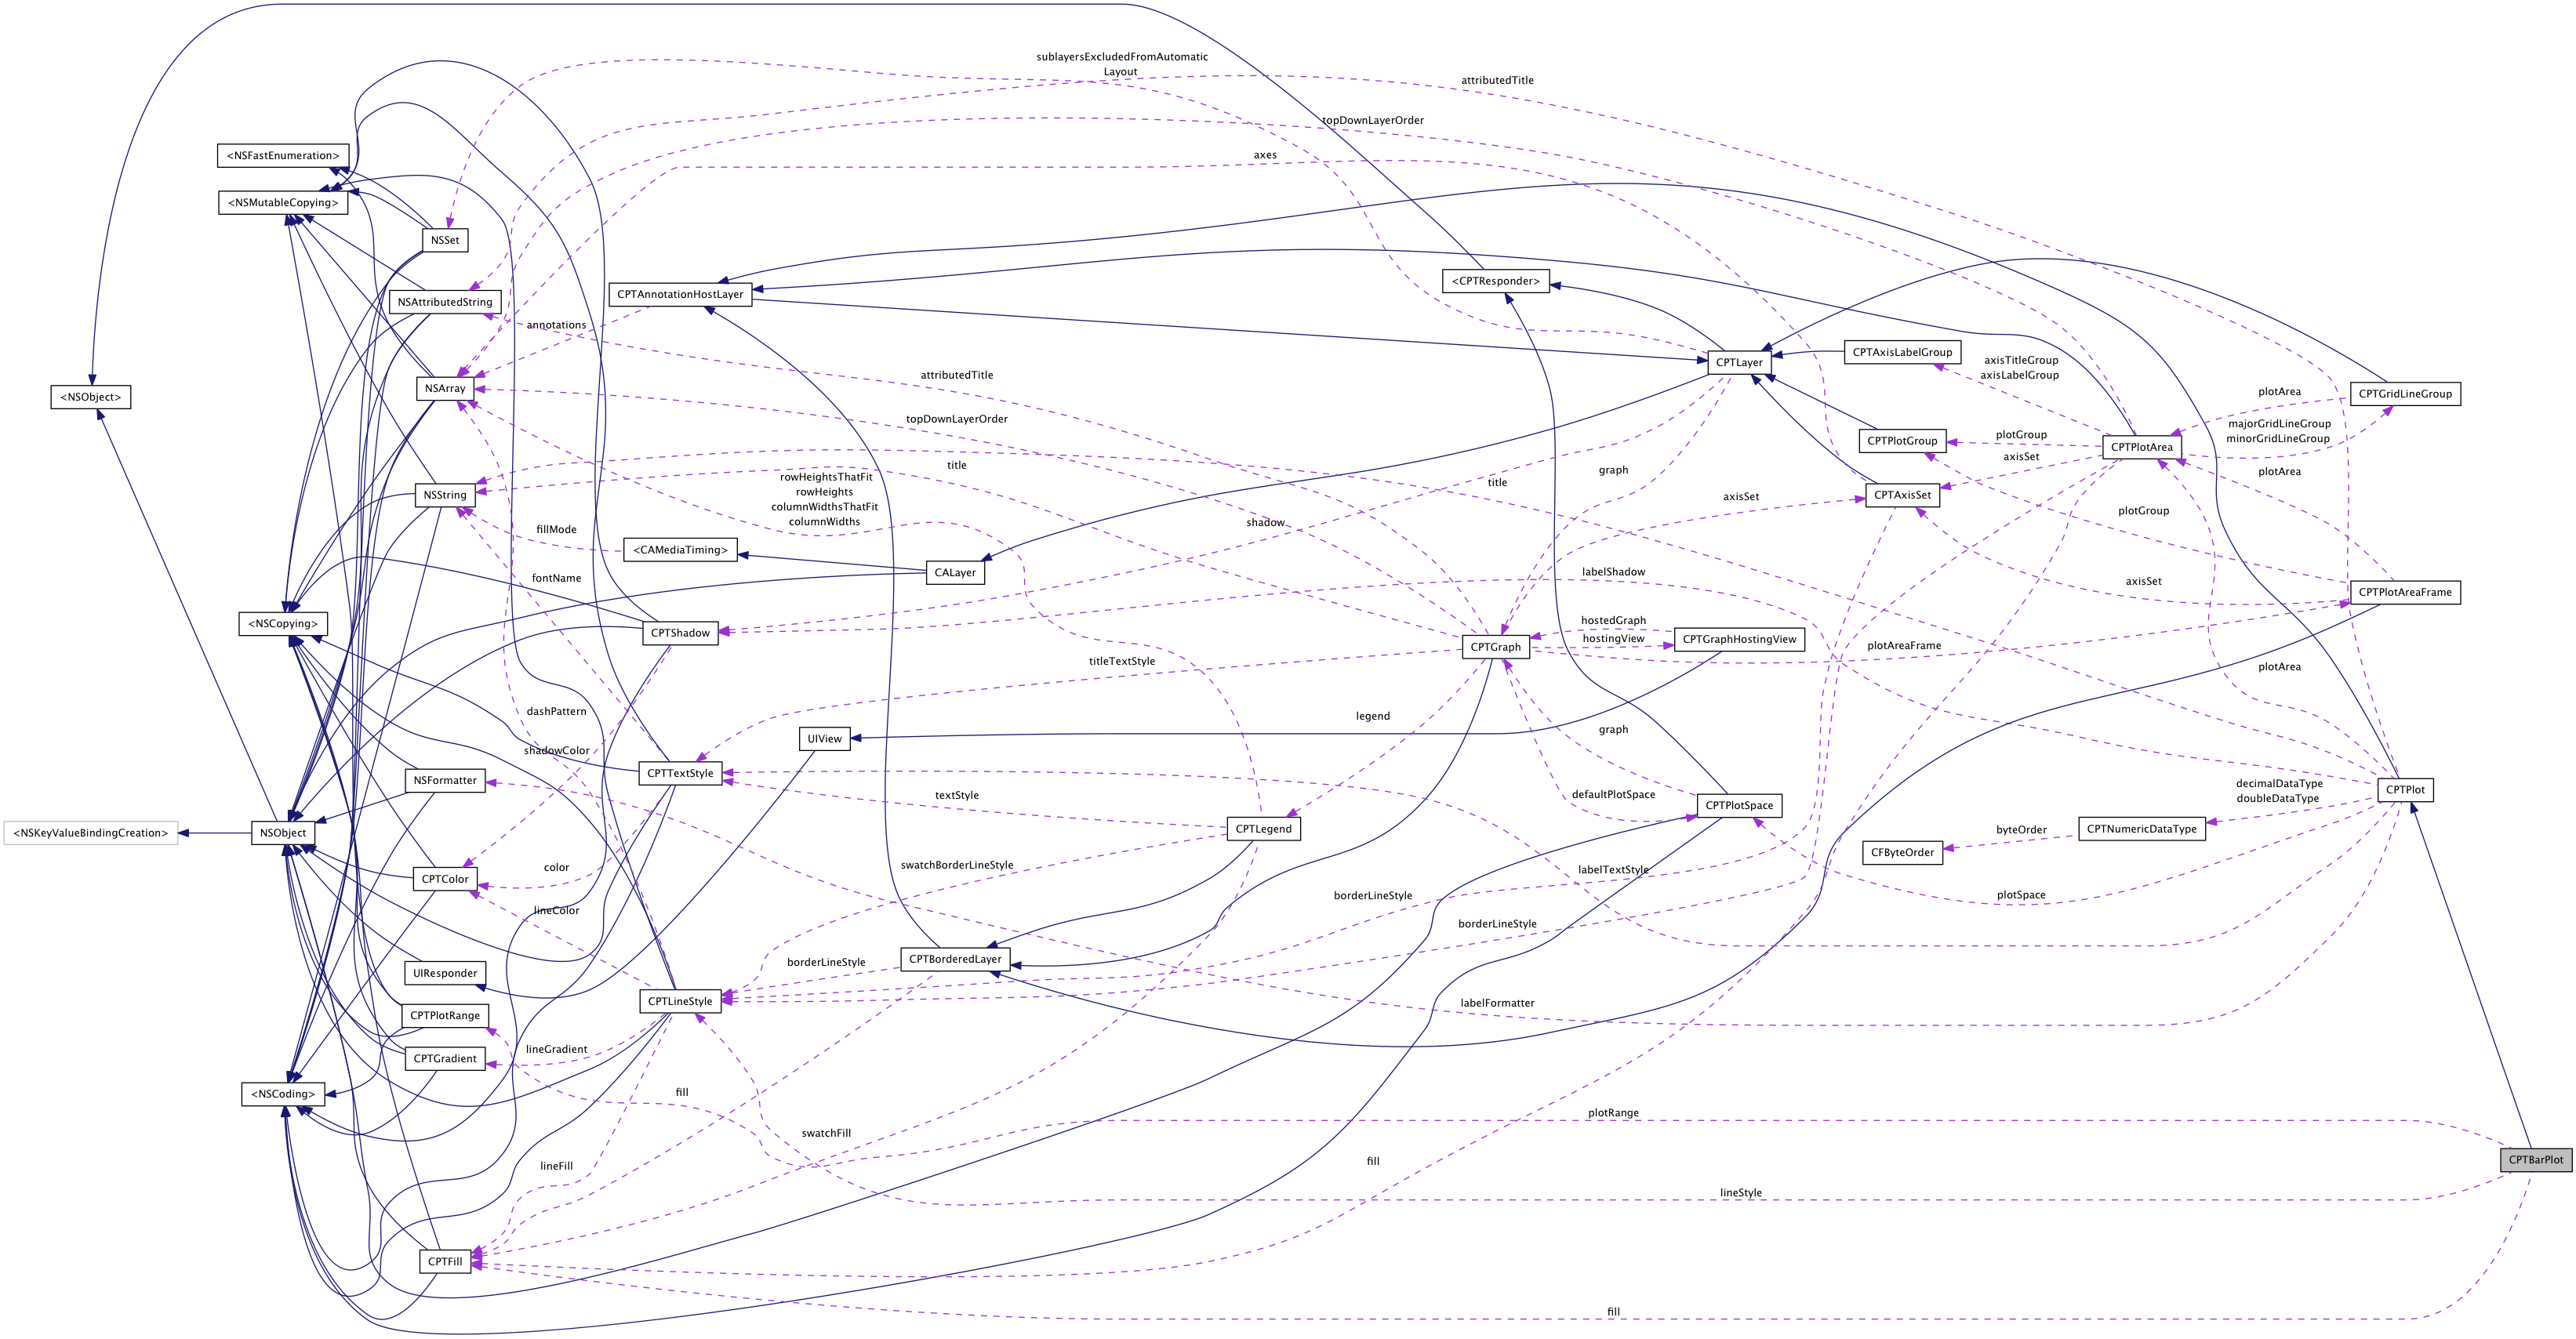 sublayersExcludedFromAutomatic
Layout
attributedTitle
topDownLayerOrder
<NSFastEnumeration>
axes
<NSMutableCopying>
NSSet
<CPTResponder>
CPTAnnotationHostLayer
NSAttributedString
annotations
CPTAxisLabelGroup
CPTLayer
axisTitleGroup
axisLabelGroup
attributedTitle
NSArray
<NSObject>
plotArea
CPTGridLineGroup
topDownLayerOrder
majorGridLineGroup
minorGridLineGroup
plotGroup
CPTPlotGroup
CPTPlotArea
axisSet
title
graph
plotArea
rowHeightsThatFit
rowHeights
columnWidthsThatFit
columnWidths
title
NSString
axisSet
CPTAxisSet
plotGroup
shadow
fillMode
<CAMediaTiming>
CALayer
labelShadow
fontName
axisSet
CPTPlotAreaFrame
<NSCopying>
hostedGraph
CPTShadow
hostingView
CPTGraphHostingView
CPTGraph
plotAreaFrame
titleTextStyle
plotArea
dashPattern
legend
graph
UIView
shadowColor
CPTTextStyle
NSFormatter
decimalDataType
doubleDataType
CPTPlot
textStyle
defaultPlotSpace
CPTPlotSpace
<NSKeyValueBindingCreation>
NSObject
CPTLegend
byteOrder
CPTNumericDataType
CFByteOrder
swatchBorderLineStyle
color
labelTextStyle
CPTColor
borderLineStyle
plotSpace
lineColor
borderLineStyle
CPTBorderedLayer
borderLineStyle
UIResponder
CPTLineStyle
labelFormatter
CPTPlotRange
lineGradient
CPTGradient
<NSCoding>
fill
plotRange
swatchFill
lineFill
fill
CPTBarPlot
lineStyle
CPTFill
fill